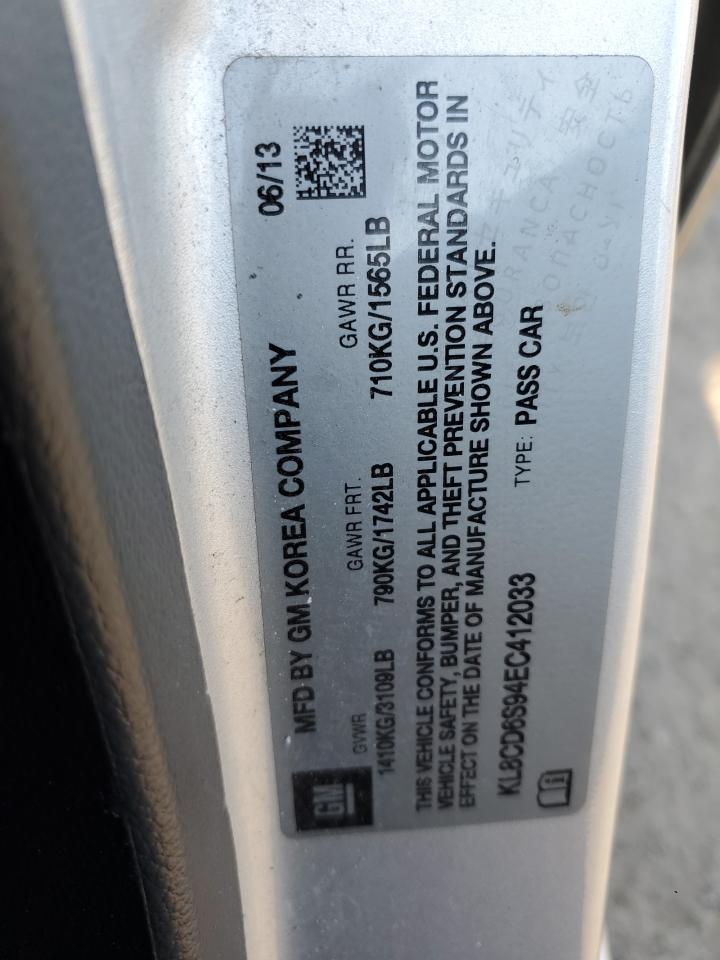 MFD BY GM KOREA COMPANY
06/13
GM
GVWR
GAWR FRT.
GAWR RR.
1410KG/3109LB
790KG/1742LB
710KG/1565LB
THIS VEHICLE CONFORMS TO ALL APPLICABLE U.S. FEDERAL MOTOR
VEHICLE SAFETY, BUMPER, AND THEFT PREVENTION STANDARDS IN
EFFECT ON THE DATE OF MANUFACTURE SHOWN ABOVE.
KL8CD6S94EC412033
TYPE: PASS CAR